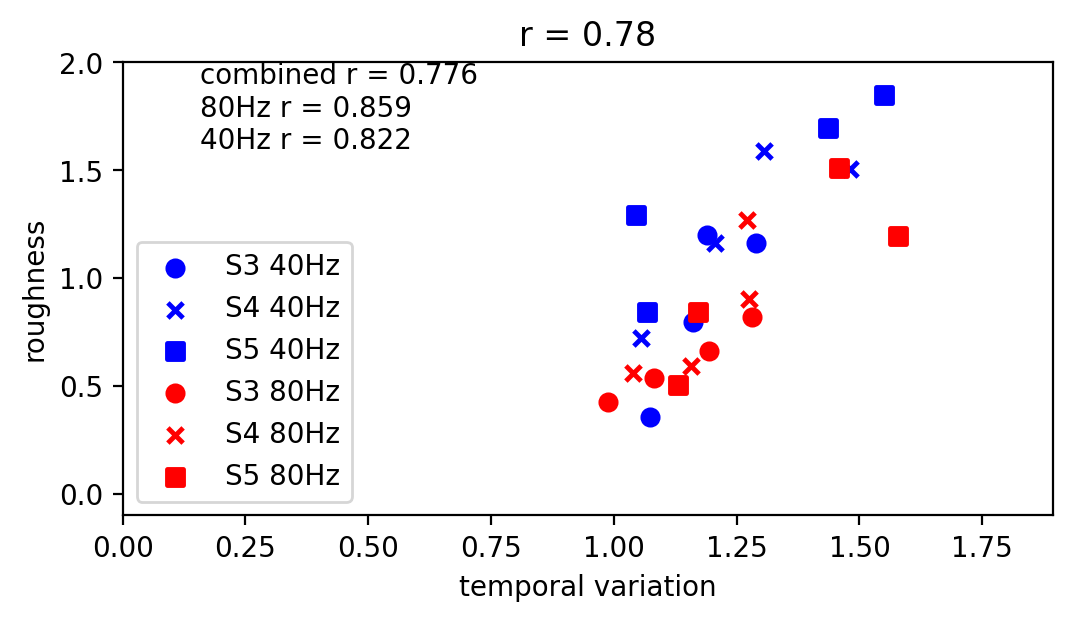 r = 0.78
combined r = 0.776
80Hz r = 0.859
40Hz r = 0.822
2.0
1.5
1.0
0.5
0.0
roughness
S3 40Hz
S4 40Hz
S5 40Hz
S3 80Hz
S4 80Hz
S5 80Hz
0.00 0.25 0.50 0.75 1.00 1.25 1.50 1.75
temporal variation